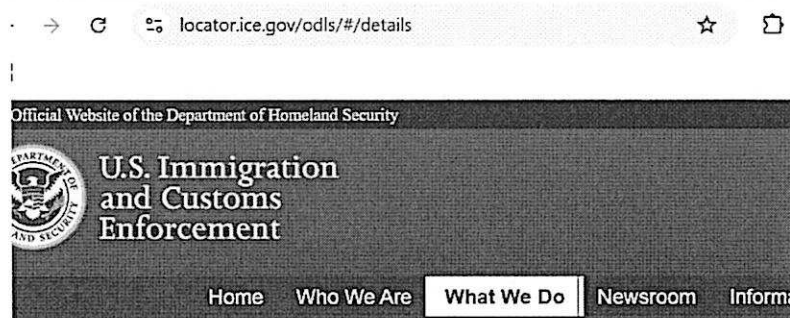 locator.ice.gov/odls/#/details
Official Website of the Department of Homeland Security
U.S. Immigration
and Customs
Enforcement
Home Who We Are What We Do Newsroom